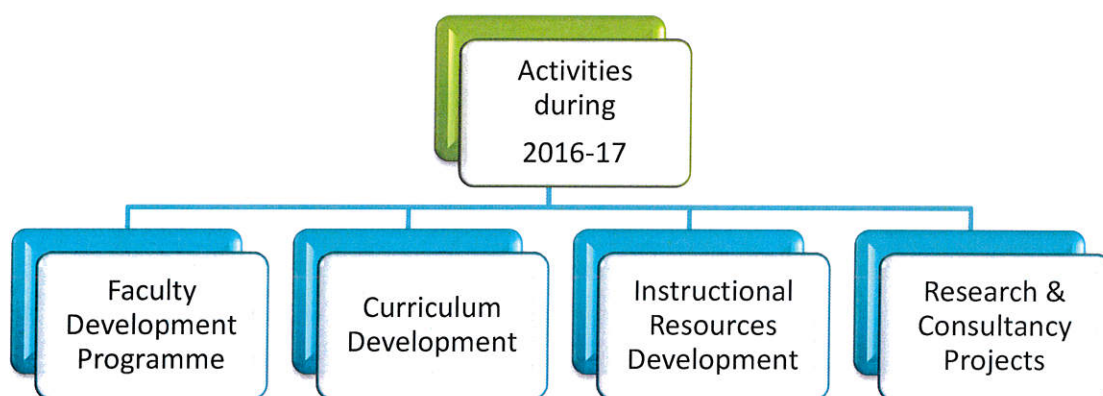 Activities
during
2016-17
Faculty
Development
Programme
Curriculum
Development
Instructional
Resources
Development
Research &
Consultancy
Projects